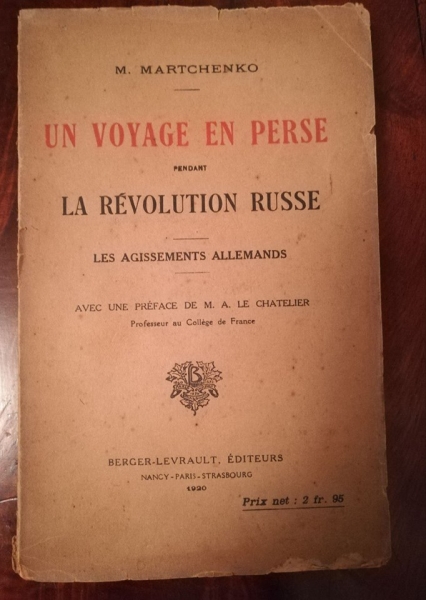 M. MARTCHENKO
UN VOYAGE EN PERSE
PENDANT
LA RÉVOLUTION RUSSE
LES AGISSEMENTS ALLEMANDS
AVEC UNE PRÉFACE DE M. A. LE CHATELIER
Professeur au Collège de France
BERGER-LEVRAULT, ÉDITEURS
NANCY-PARIS-STRASBOURG
1920
Prix net : 2 fr. 95